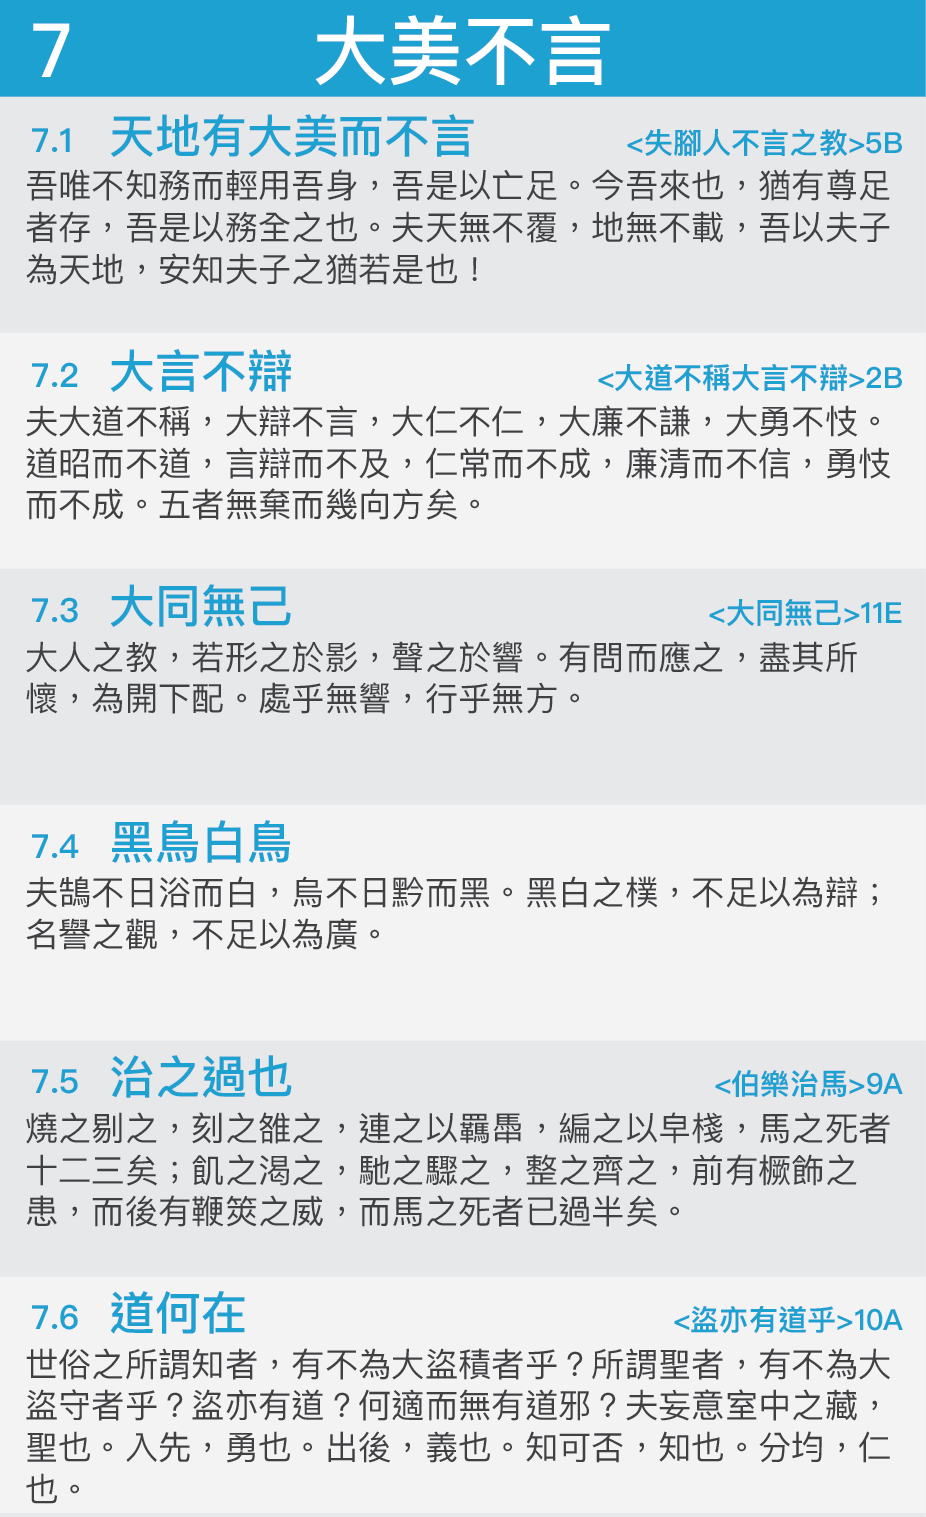 7 大美不言
7.1 天地有大美而不言 <失腳人不言之教>5B
吾唯不知務而輕用吾身，吾是以亡足。今吾來也，猶有尊足
者存，吾是以務全之也。夫天無不覆，地無不載，吾以夫子
為天地，安知夫子之猶若是也！
7.2 大言不辯 <大道不稱大言不辯>2B
夫大道不稱，大辯不言，大仁不仁，大廉不謙，大勇不忮。
道昭而不道，言辯而不及，仁常而不成，廉清而不信，勇忮
而不成。五者無棄而幾向方矣。
7.3 大同無己 <大同無己>11E
大人之教，若形之於影，聲之於響。有問而應之，盡其所
懷，為開下配。處乎無響，行乎無方。
7.4 黑鳥白鳥
夫鵠不日浴而白，烏不日黔而黑。黑白之樸，不足以為辯；
名譽之觀，不足以為廣。
7.5 治之過也 <伯樂治馬>9A
燒之剔之，刻之雒之，連之以羈馽，編之以皁棧，馬之死者
十二三矣；飢之渴之，馳之驟之，整之齊之，前有橛飾之
患，而後有鞭筴之威，而馬之死者已過半矣。
7.6 道何在 <盜亦有道乎>10A
世俗之所謂知者，有不為大盜積者乎？所謂聖者，有不為大
盜守者乎？盜亦有道？何適而無有道邪？夫妄意室中之藏，
聖也。入先，勇也。出後，義也。知可否，知也。分均，仁
也。